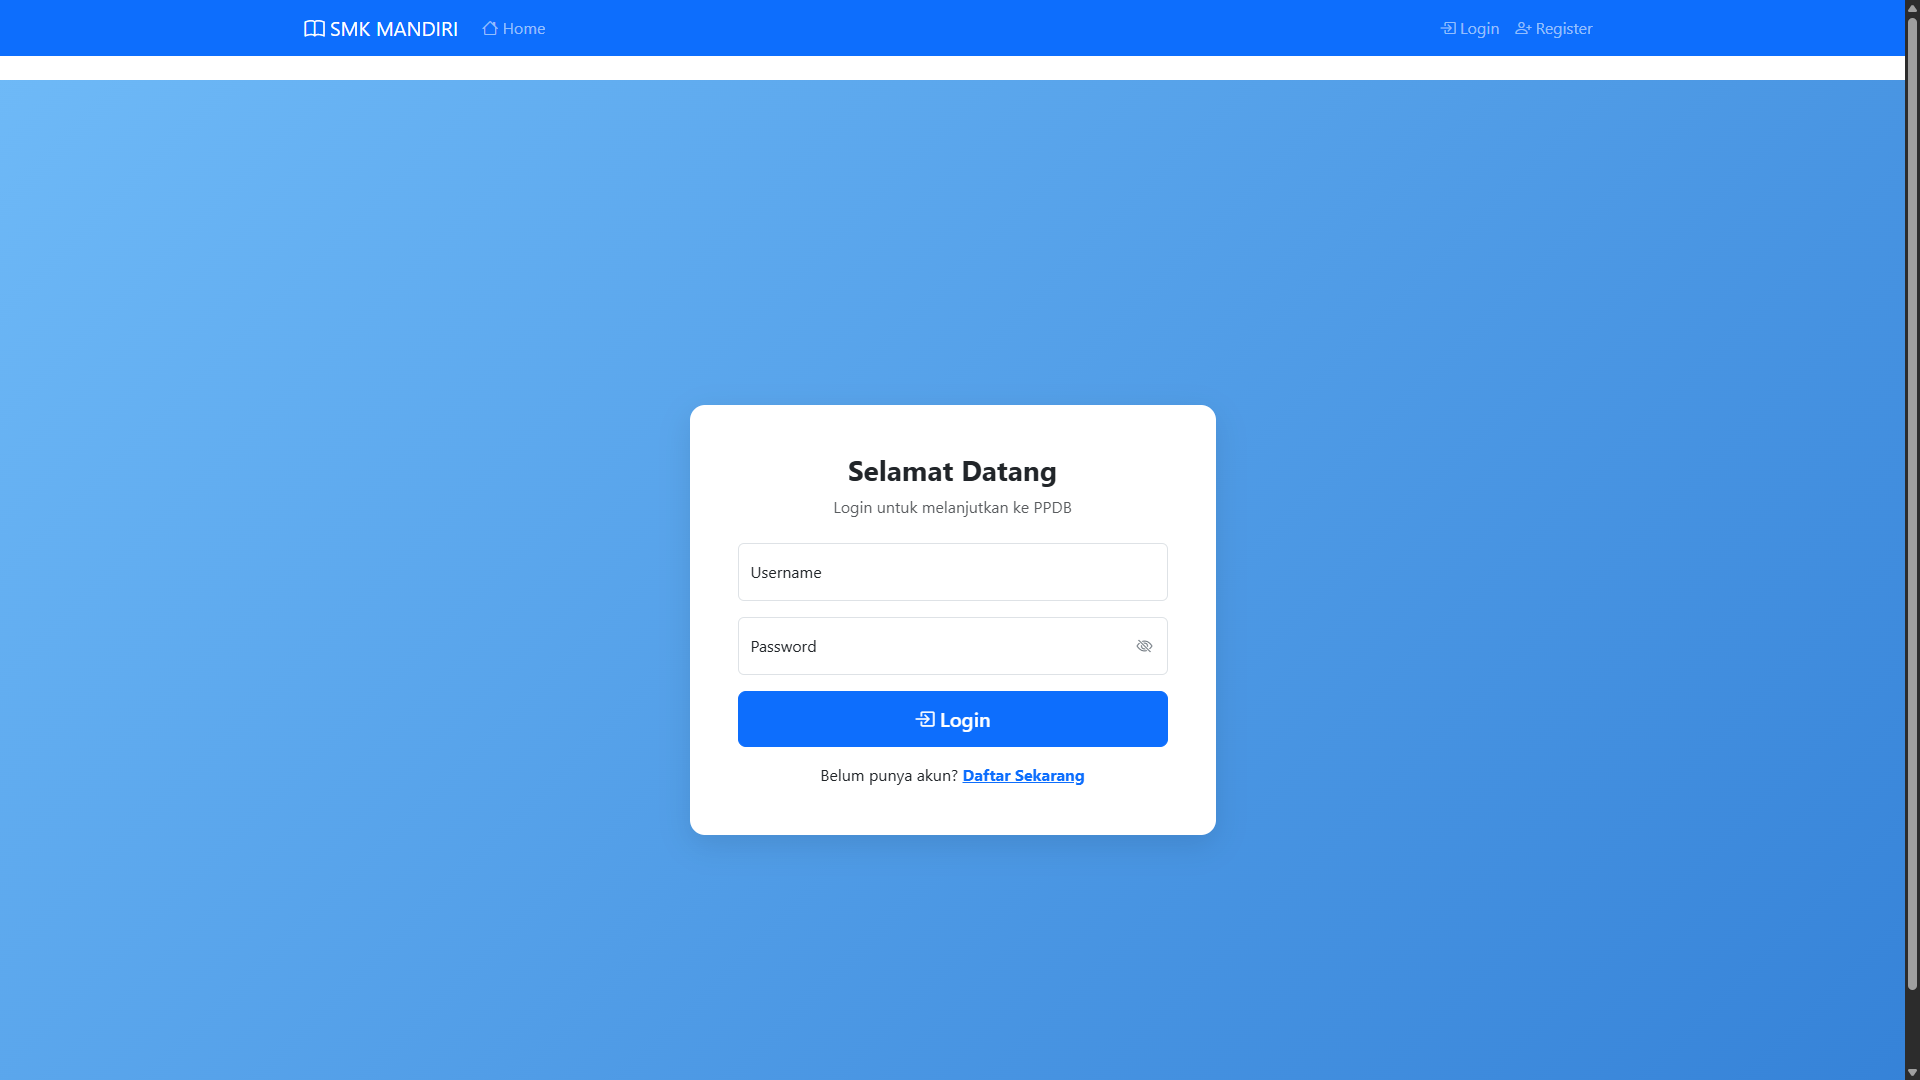 SMK MANDIRI Home Login Register
Selamat Datang
Login untuk melanjutkan ke PPDB
Username
Password
Login
Belum punya akun? Daftar Sekarang